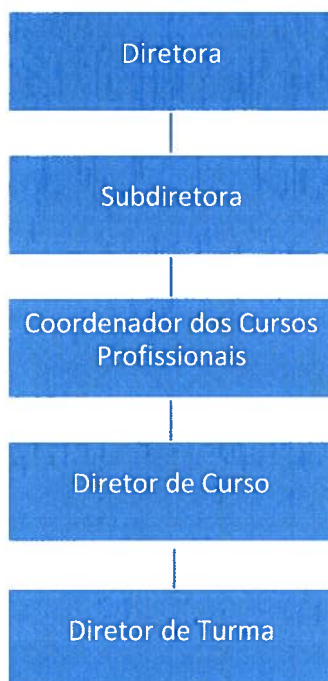 Diretora
Subdiretora
Coordenador dos Cursos
Profissionais
Diretor de Curso
Diretor de Turma